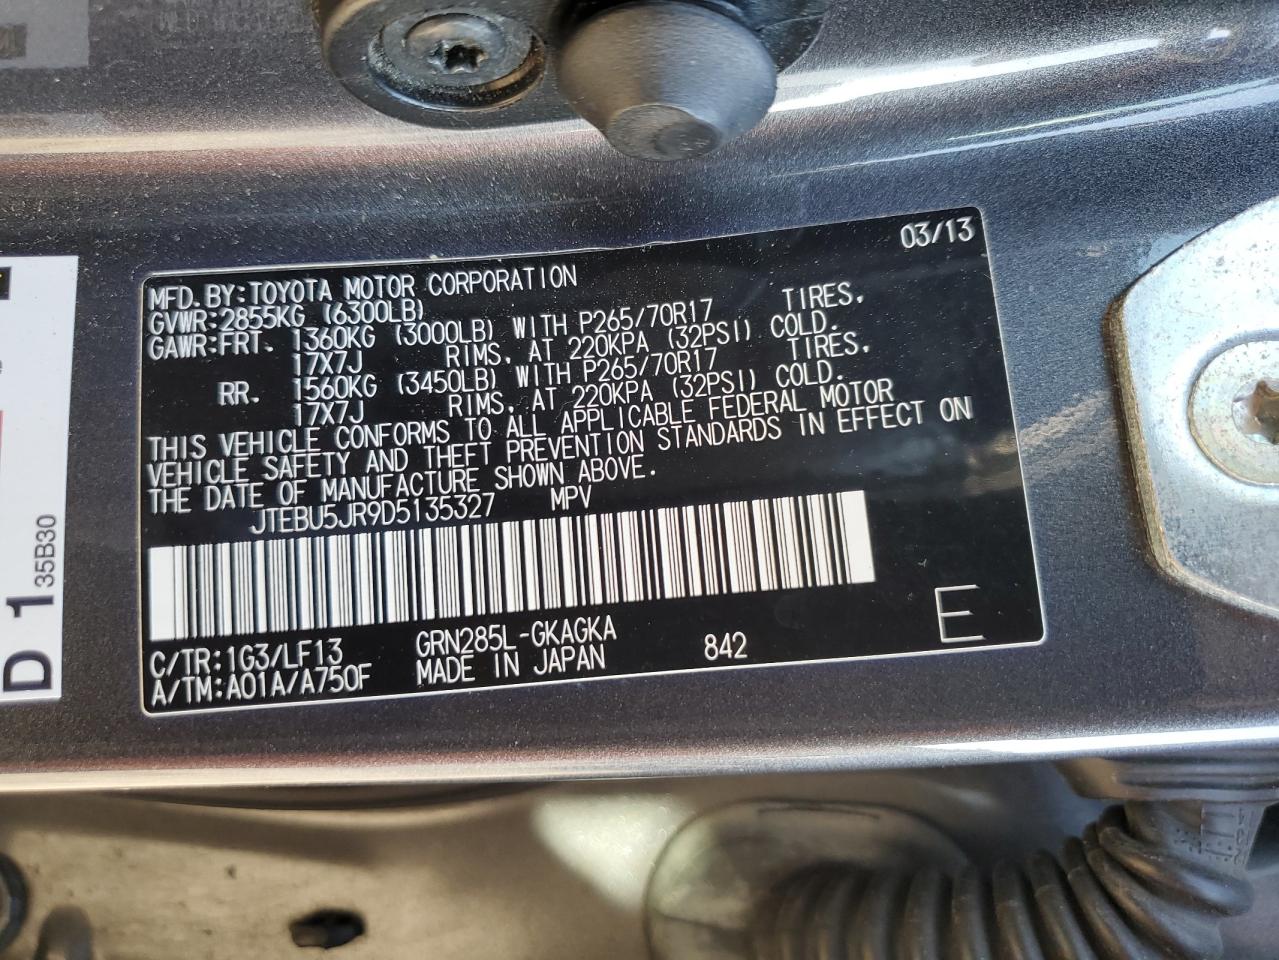 03/13
MFD. BY: TOYOTA MOTOR CORPORATION
GVWR: 2855KG (6300LB)
GAWR: FRT. 1360KG (3000LB) WITH P265/70R17 TIRES,
17X7J RIMS, AT 220KPA (32PSI) COLD.
RR. 1560KG (3450LB) WITH P265/70R17 TIRES,
17X7J RIMS, AT 220KPA (32PSI) COLD.
THIS VEHICLE CONFORMS TO ALL APPLICABLE FEDERAL MOTOR
VEHICLE SAFETY AND THEFT PREVENTION STANDARDS IN EFFECT ON
THE DATE OF MANUFACTURE SHOWN ABOVE.
JTEBU5JR9D5135327 MPV
C/TR: 1G3/LF13 GRN285L-GKAGKA 842 E
A/TM: A01A/A750F MADE IN JAPAN
D 1 35B30